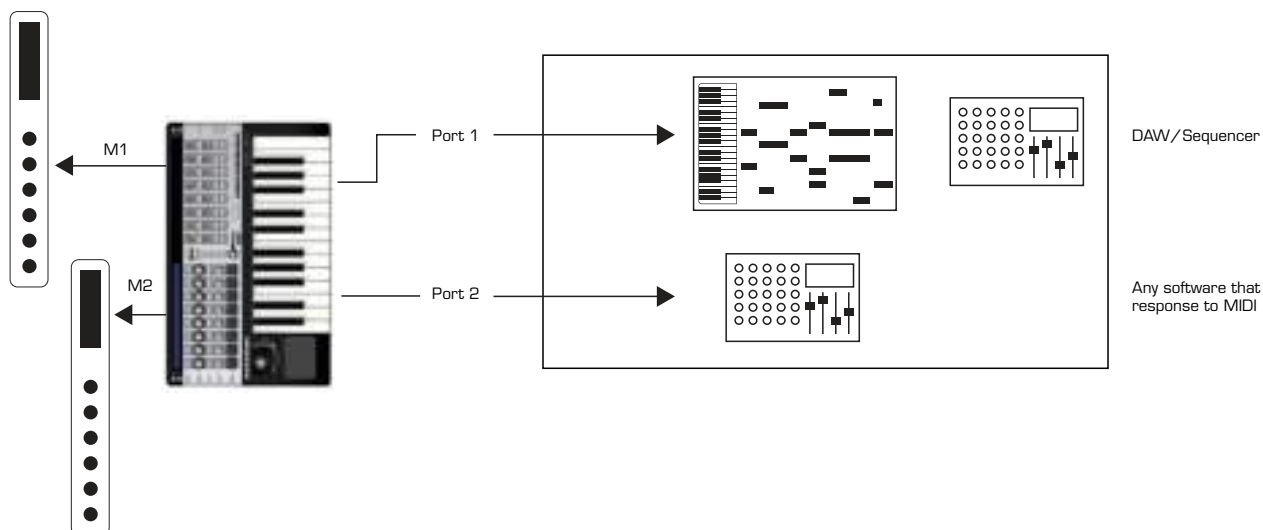 M1
Port 1
DAW/Sequencer
M2
Port 2
Any software that
response to MIDI